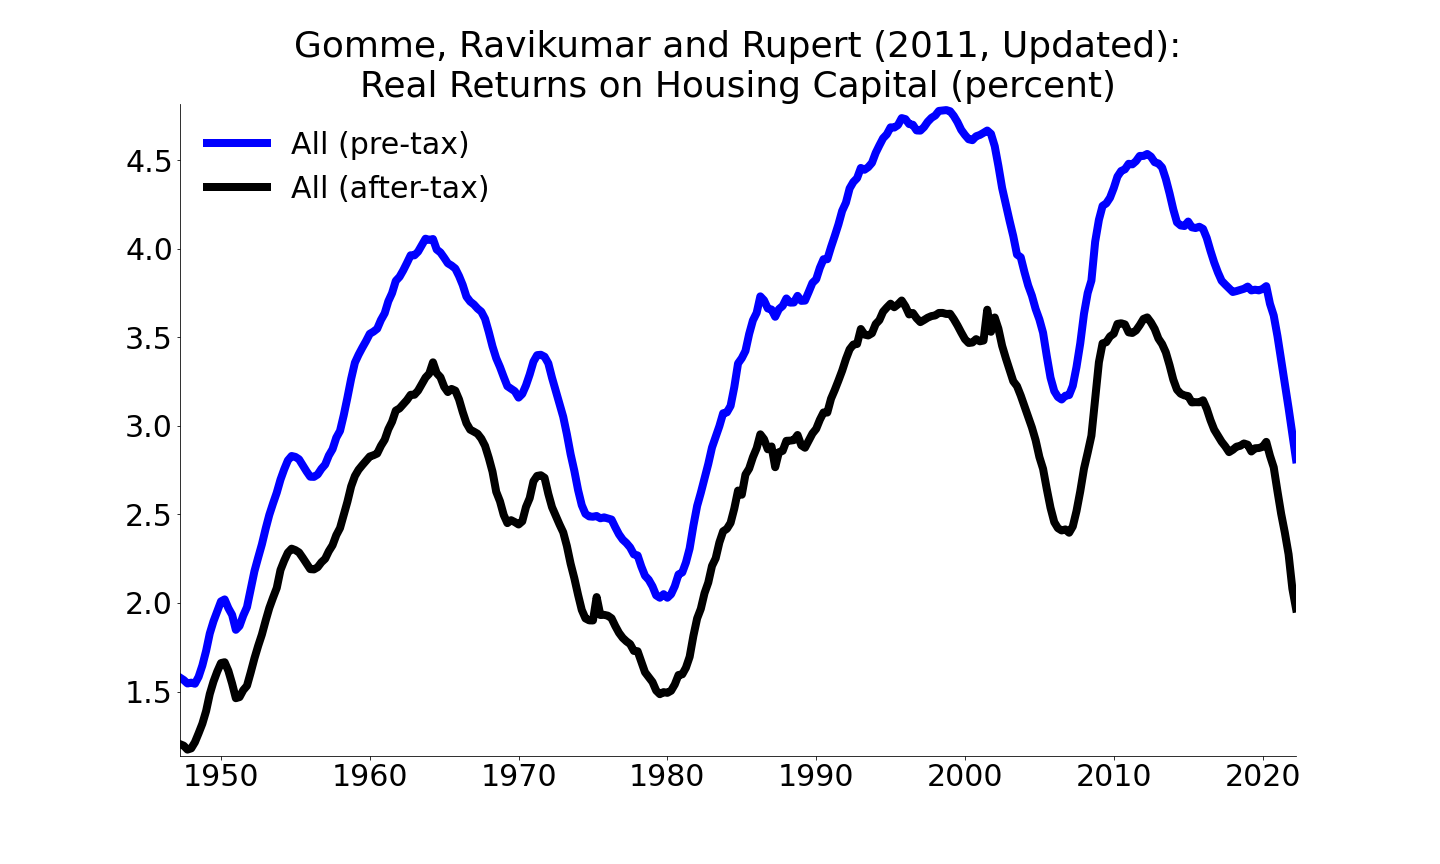 Gomme, Ravikumar and Rupert (2011, Updated):
Real Returns on Housing Capital (percent)
All (pre-tax)
All (after-tax)
4.5
4.0
3.5
3.0
2.5
2.0
1.5
1950 1960 1970 1980 1990 2000 2010 2020